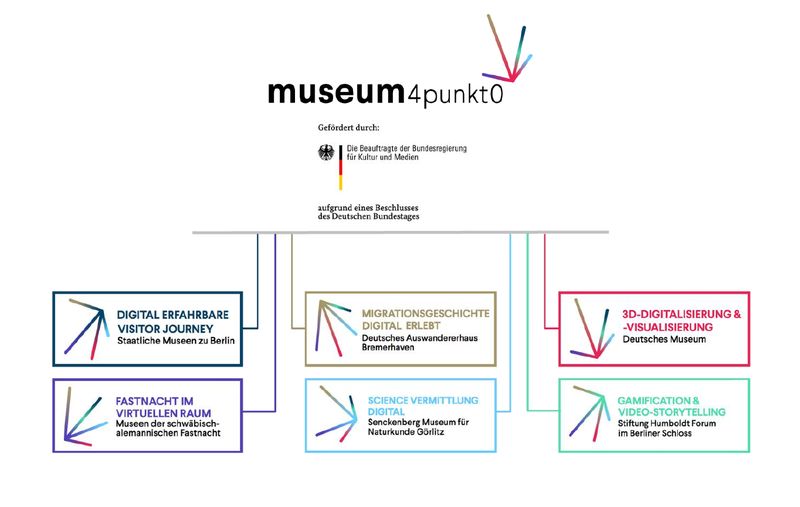 museum4punkt0
Gefördert durch:
Die Beauftragte der Bundesregierung
für Kultur und Medien
aufgrund eines Beschlusses
des Deutschen Bundestages
DIGITAL ERFAHRBARE
VISITOR JOURNEY
Staatliche Museen zu Berlin
MIGRATIONSGESCHICHTE
DIGITAL ERLEBT
Deutsches Auswandererhaus
Bremerhaven
3D-DIGITALISIERUNG &
-VISUALISIERUNG
Deutsches Museum
FASTNACHT IM
VIRTUELLEN RAUM
Museen der schwäbisch-
alemannischen Fastnacht
SCIENCE VERMITTLUNG
DIGITAL
Senckenberg Museum für
Naturkunde Görlitz
GAMIFICATION &
VIDEO-STORYTELLING
Stiftung Humboldt Forum
im Berliner Schloss